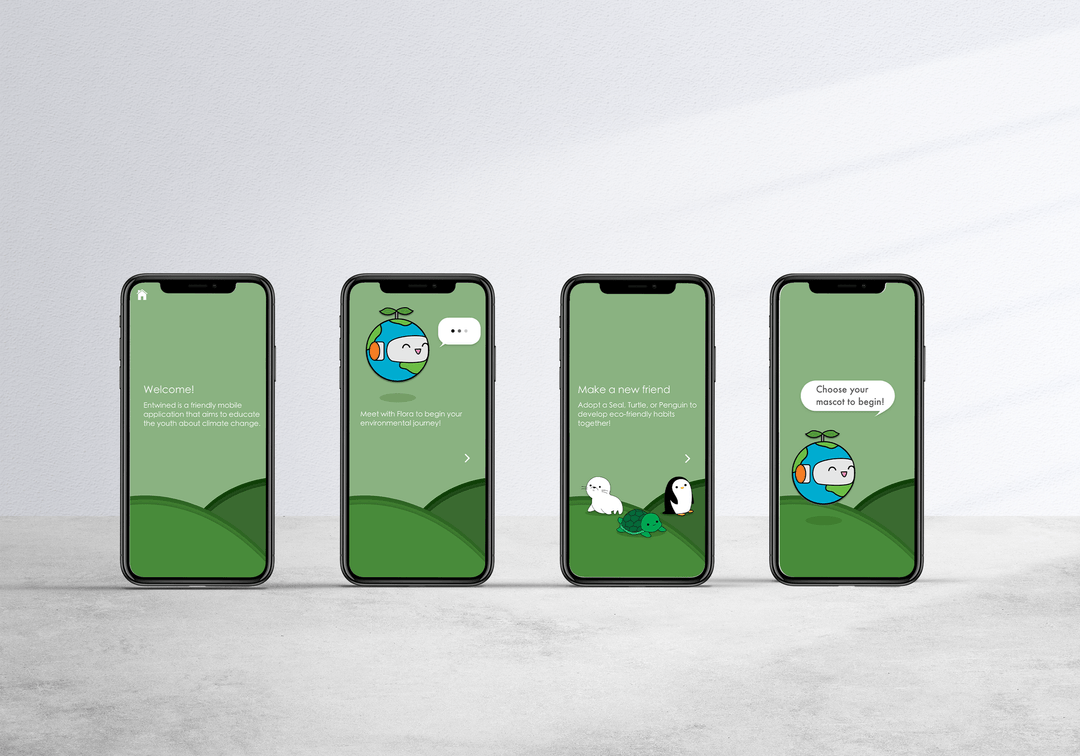 Welcome!
Entwined is a friendly mobile
application that aims to educate
the youth about climate change.
Meet with Flora to begin your
environmental journey!
Make a new friend
Adopt a Seal, Turtle, or Penguin to
develop eco-friendly habits
together!
Choose your
mascot to begin!